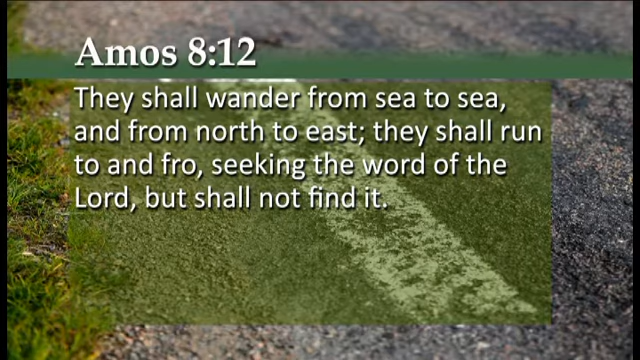 Amos 8:12
They shall wander from sea to sea,
and from north to east; they shall run
to and fro, seeking the word of the
Lord, but shall not find it.